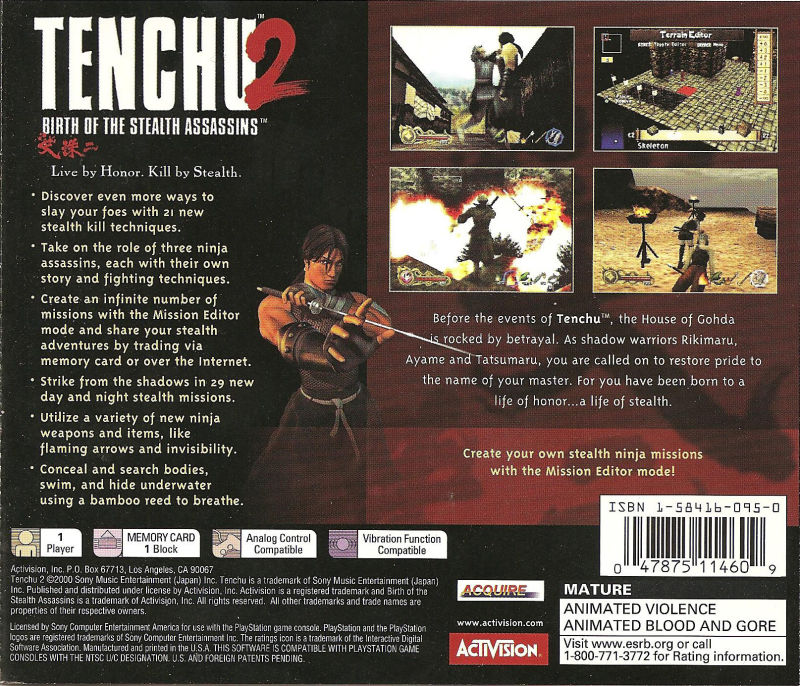 TENCHU™ 2
BIRTH OF THE STEALTH ASSASSINS™
Live by Honor. Kill by Stealth.
• Discover even more ways to
slay your foes with 21 new
stealth kill techniques.
• Take on the role of three ninja
assassins, each with their own
story and fighting techniques.
• Create an infinite number of
missions with the Mission Editor
mode and share your stealth
adventures by trading via
memory card or over the Internet.
• Strike from the shadows in 29 new
day and night stealth missions.
• Utilize a variety of new ninja
weapons and items, like
flaming arrows and invisibility.
• Conceal and search bodies,
swim, and hide underwater
using a bamboo reed to breathe.
Terrain Editor
Skeleton
Before the events of Tenchu™, the House of Gohda
is rocked by betrayal. As shadow warriors Rikimaru,
Ayame and Tatsumaru, you are called on to restore pride to
the name of your master. For you have been born to a
life of honor...a life of stealth.
Create your own stealth ninja missions
with the Mission Editor mode!
1
Player
MEMORY CARD
1 Block
Analog Control
Compatible
Vibration Function
Compatible
Activision, Inc. P.O. Box 67713, Los Angeles, CA 90067
Tenchu 2 ©2000 Sony Music Entertainment (Japan) Inc. Tenchu is a trademark of Sony Music Entertainment (Japan)
Inc. Published and distributed under license by Activision, Inc. Activision is a registered trademark and Birth of the
Stealth Assassins is a trademark of Activision, Inc. All rights reserved. All other trademarks and trade names are
properties of their respective owners.
Licensed by Sony Computer Entertainment America for use with the PlayStation game console. PlayStation and the PlayStation
logos are registered trademarks of Sony Computer Entertainment Inc. The ratings icon is a trademark of the Interactive Digital
Software Association. Manufactured and printed in the U.S.A. THIS SOFTWARE IS COMPATIBLE WITH PLAYSTATION GAME
CONSOLES WITH THE NTSC U/C DESIGNATION. U.S. AND FOREIGN PATENTS PENDING.
ACQUIRE
www.activision.com
ACTIVISION.
ISBN 1-58416-095-0
0 47875 11460 9
MATURE
ANIMATED VIOLENCE
ANIMATED BLOOD AND GORE
Visit www.esrb.org or call
1-800-771-3772 for Rating information.